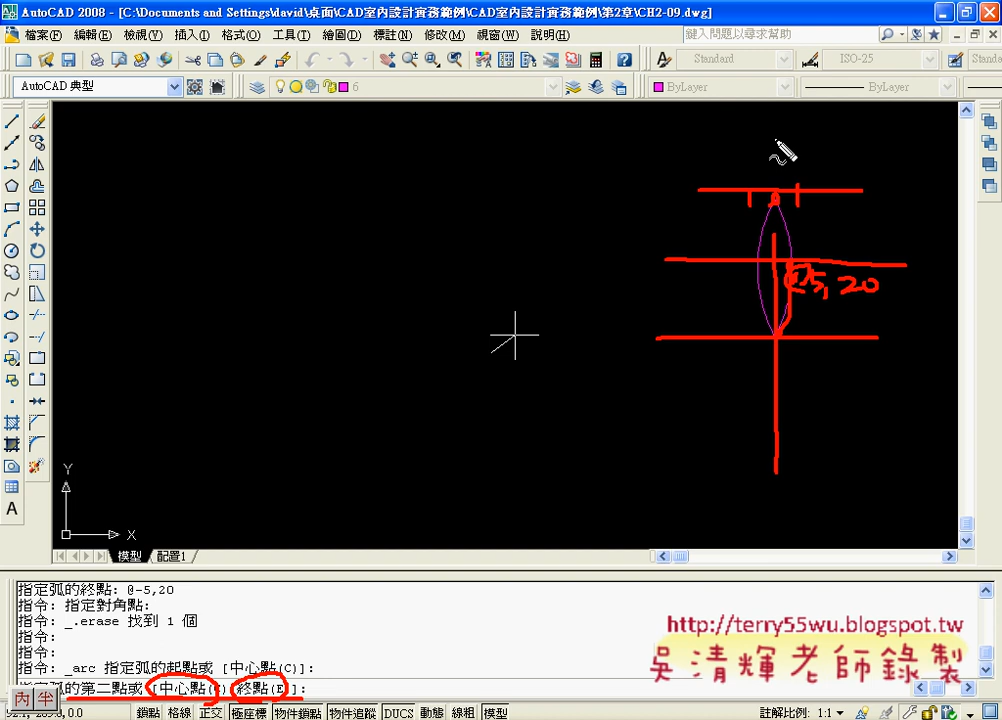 AutoCAD 2008 - [C:\Documents and Settings\david\桌面\CAD室內設計實務範例\CAD室內設計實務範例\第2章\CH2-09.dwg]
檔案(F) 編輯(E) 檢視(V) 插入(I) 格式(O) 工具(T) 繪圖(D) 標註(N) 修改(M) 視窗(W) 說明(H) 鍵入問題以尋求幫助
Standard ISO-25 Standa
AutoCAD 典型 6 ByLayer ByLayer
5, 20
Y
X
模型 配置1
指定弧的終點: @-5,20
指令: 指定對角點:
指令: _.erase 找到 1 個
指令:
指令:
指令: _arc 指定弧的起點或 [中心點(C)]:
弧的第二點或 [中心點(C) 終點(E)]:
http://terry55wu.blogspot.tw
吳清輝老師錄製
內 半
鎖點 格線 正交 極座標 物件鎖點 物件追蹤 DUCS 動態 線粗 模型 註解比例: 1:1